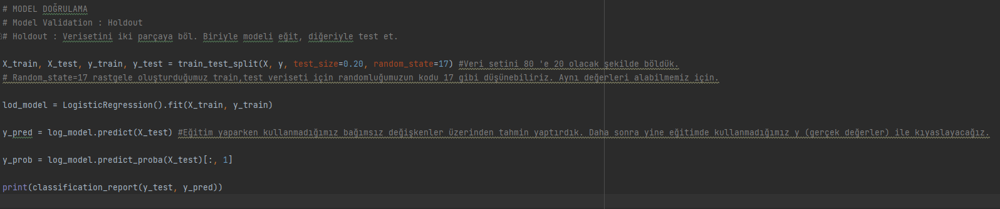 # MODEL DOĞRULAMA
# Model Validation : Holdout
# Holdout : Verisetini iki parçaya böl. Biriyle modeli eğit, diğeriyle test et.
X_train, X_test, y_train, y_test = train_test_split(X, y, test_size=0.20, random_state=17) #Veri setini 80 'e 20 olacak şekilde böldük.
# Random_state=17 rastgele oluşturduğumuz train,test veriseti için randomluğumuzun kodu 17 gibi düşünebiliriz. Aynı değerleri alabilmemiz için.
lod_model = LogisticRegression().fit(X_train, y_train)
y_pred = log_model.predict(X_test) #Eğitim yaparken kullanmadığımız bağımsız değişkenler üzerinden tahmin yaptırdık. Daha sonra yine eğitimde kullanmadığımız y (gerçek değerler) ile kıyaslayacağız.
y_prob = log_model.predict_proba(X_test)[:, 1]
print(classification_report(y_test, y_pred))